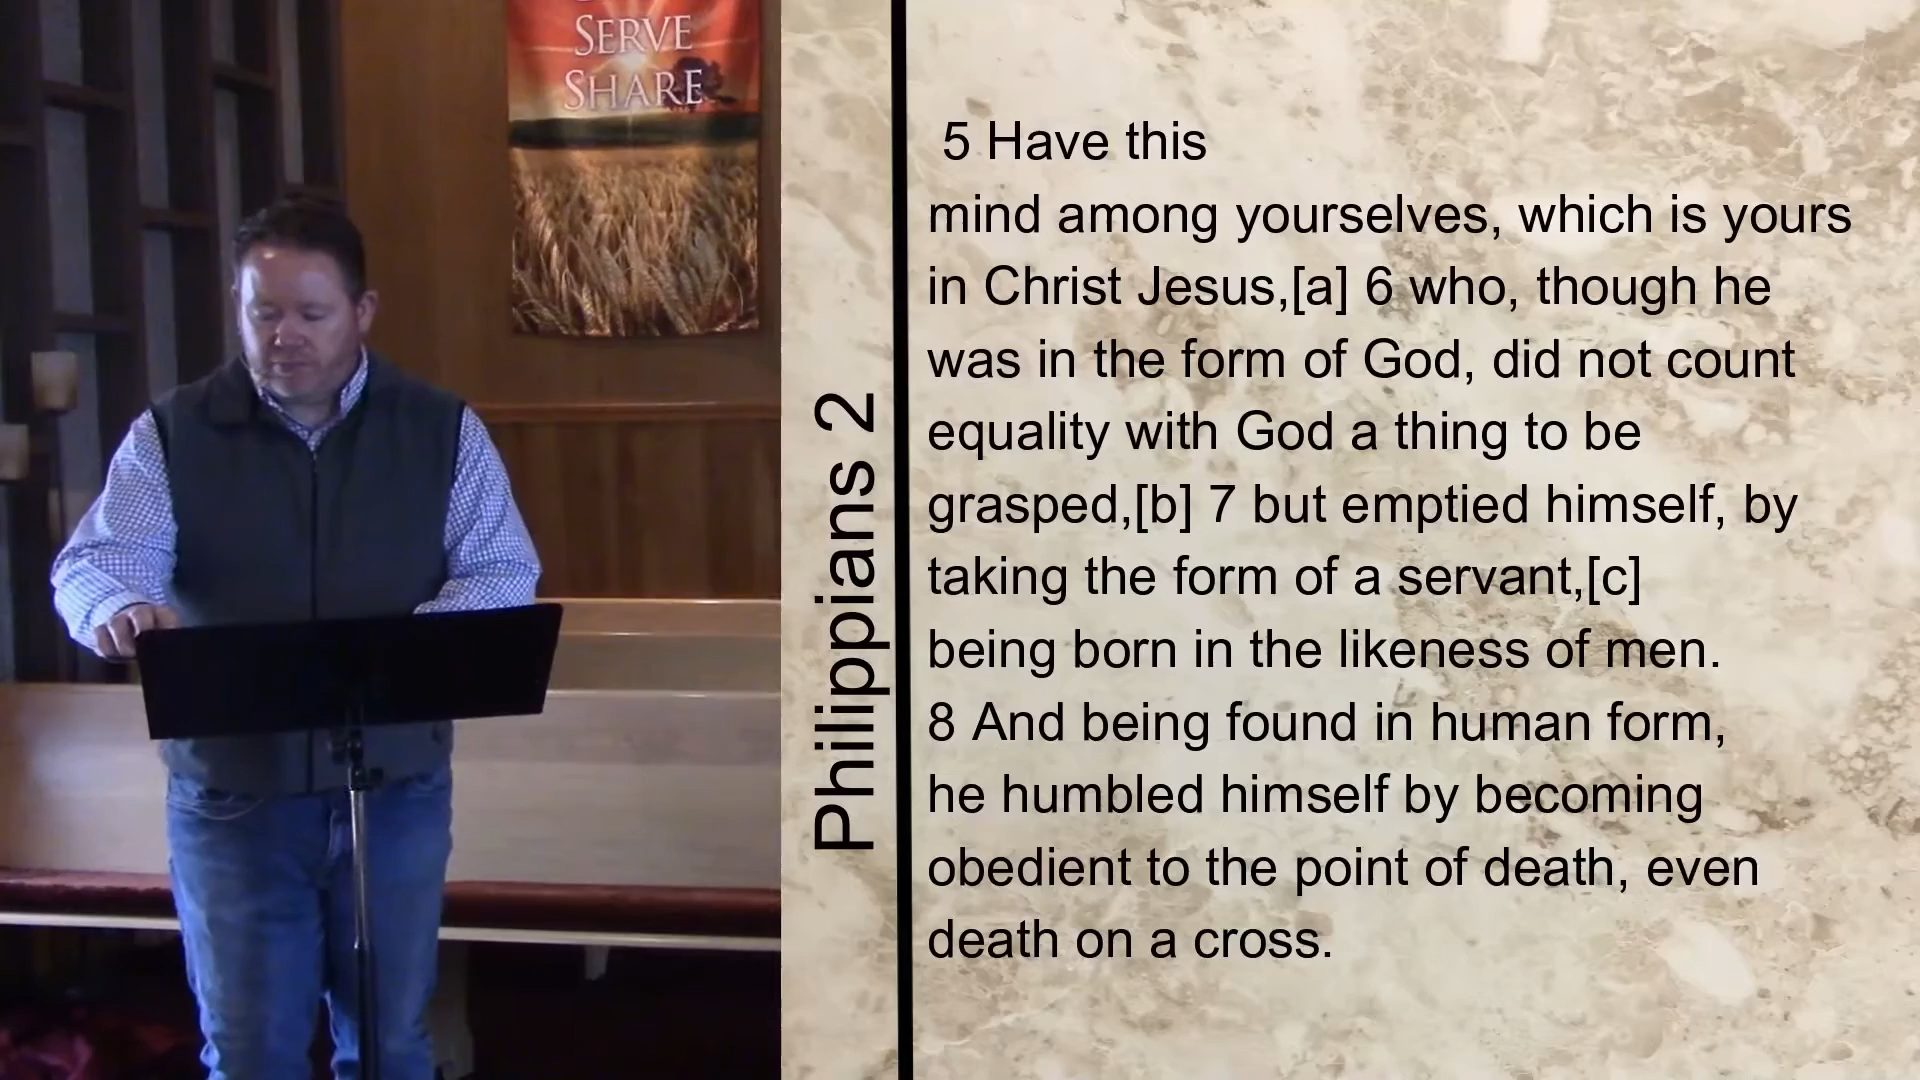 SERVE
SHARE
Philippians 2
5 Have this
mind among yourselves, which is yours
in Christ Jesus,[a] 6 who, though he
was in the form of God, did not count
equality with God a thing to be
grasped,[b] 7 but emptied himself, by
taking the form of a servant,[c]
being born in the likeness of men.
8 And being found in human form,
he humbled himself by becoming
obedient to the point of death, even
death on a cross.